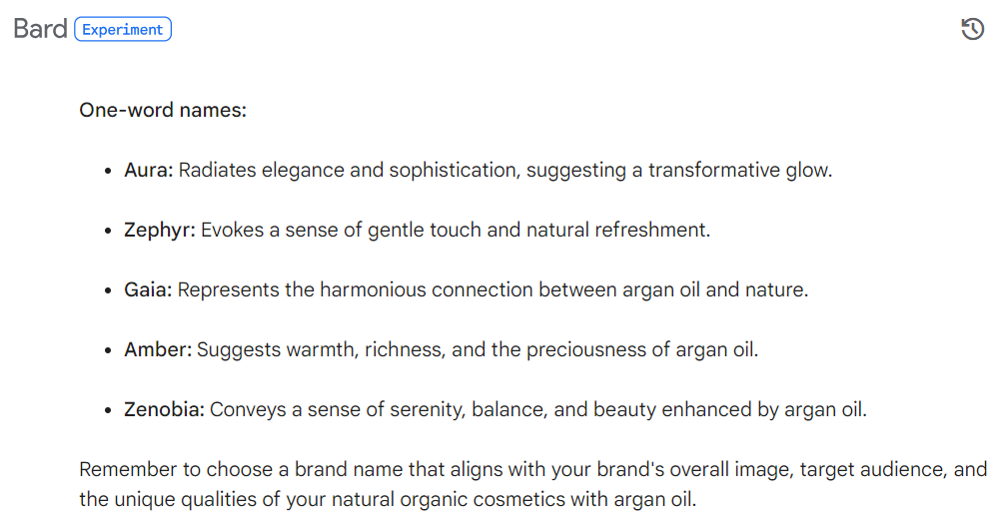 Bard Experiment
One-word names:
• Aura: Radiates elegance and sophistication, suggesting a transformative glow.
• Zephyr: Evokes a sense of gentle touch and natural refreshment.
• Gaia: Represents the harmonious connection between argan oil and nature.
• Amber: Suggests warmth, richness, and the preciousness of argan oil.
• Zenobia: Conveys a sense of serenity, balance, and beauty enhanced by argan oil.
Remember to choose a brand name that aligns with your brand's overall image, target audience, and
the unique qualities of your natural organic cosmetics with argan oil.